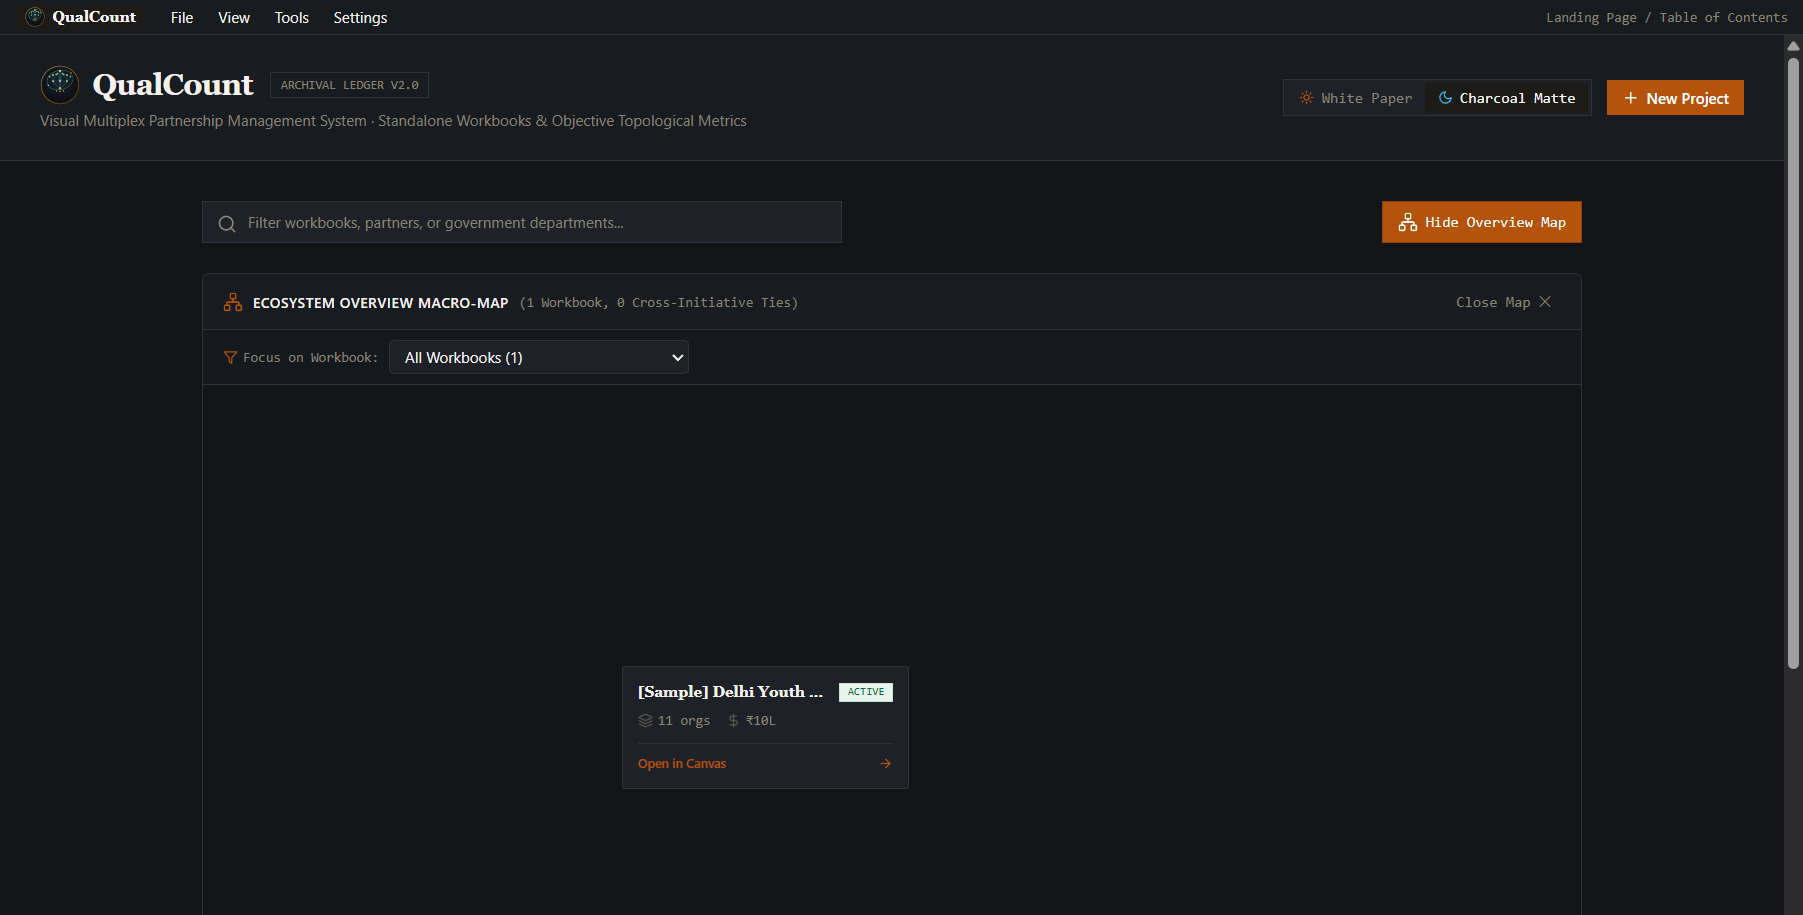 QualCount File View Tools Settings Landing Page / Table of Contents
QualCount ARCHIVAL LEDGER V2.0
White Paper Charcoal Matte + New Project
Visual Multiplex Partnership Management System · Standalone Workbooks & Objective Topological Metrics
Filter workbooks, partners, or government departments...
Hide Overview Map
ECOSYSTEM OVERVIEW MACRO-MAP (1 Workbook, 0 Cross-Initiative Ties) Close Map
Focus on Workbook: All Workbooks (1)
[Sample] Delhi Youth ... ACTIVE
11 orgs $ ₹10L
Open in Canvas →